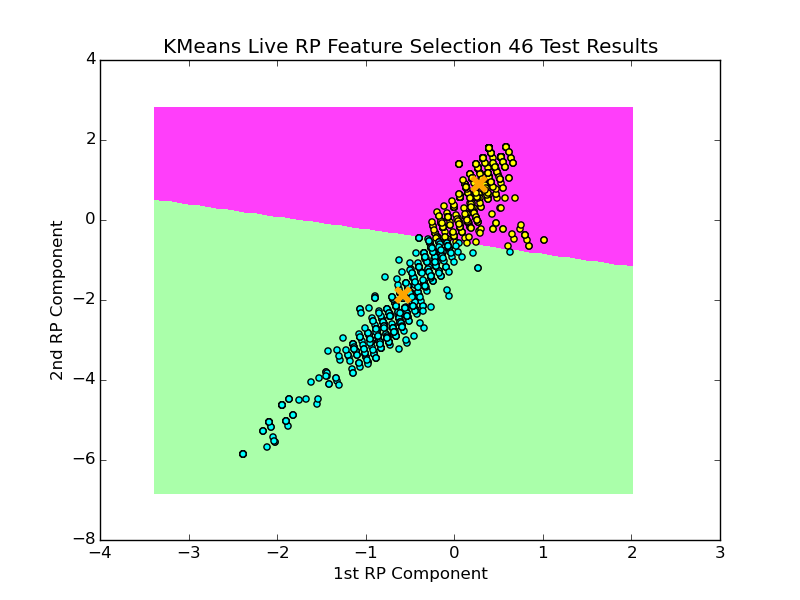 KMeans Live RP Feature Selection 46 Test Results
4
2
0
−2
−4
−6
−8
2nd RP Component
−4 −3 −2 −1 0 1 2 3
1st RP Component